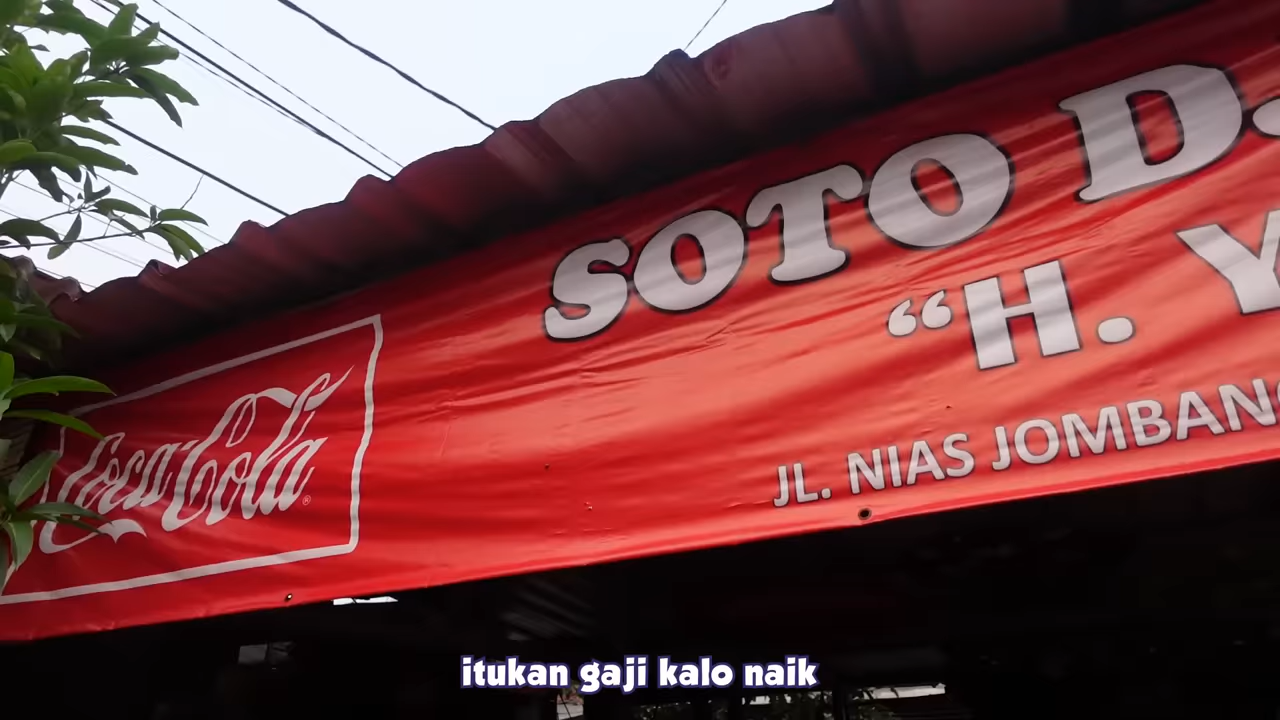 SOTO D.
"H. Y
JL. NIAS JOMBANG
Coca-Cola
itukan gaji kalo naik